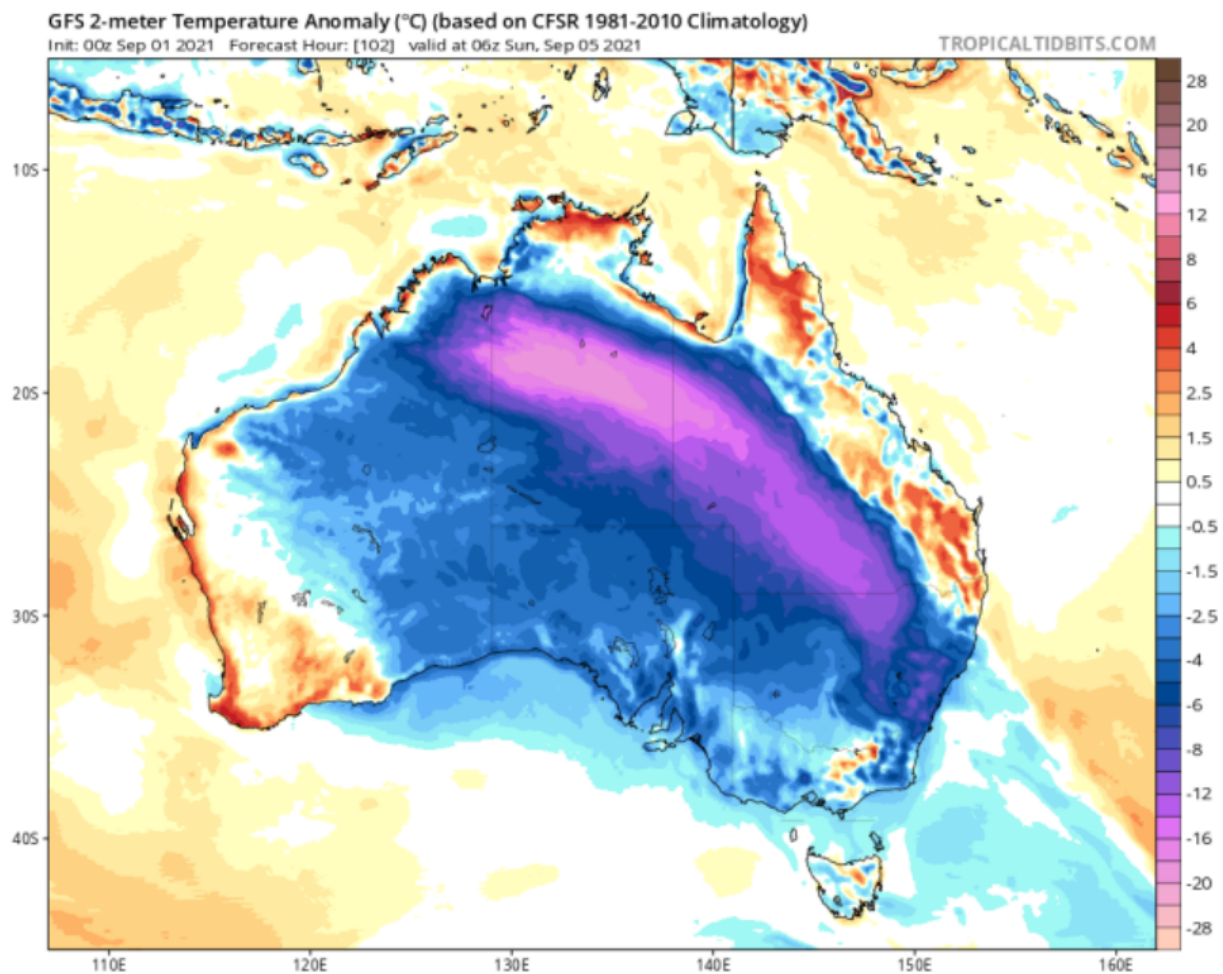 GFS 2-meter Temperature Anomaly (°C) (based on CFSR 1981-2010 Climatology)
Init: 00z Sep 01 2021 Forecast Hour: [102] valid at 06z Sun, Sep 05 2021 TROPICALTIDBITS.COM
28
20
10S
16
12
8
6
4
20S
2.5
1.5
0.5
-0.5
-1.5
30S
-2.5
-4
-6
-8
-12
40S
-16
-20
-28
110E 120E 130E 140E 150E 160E